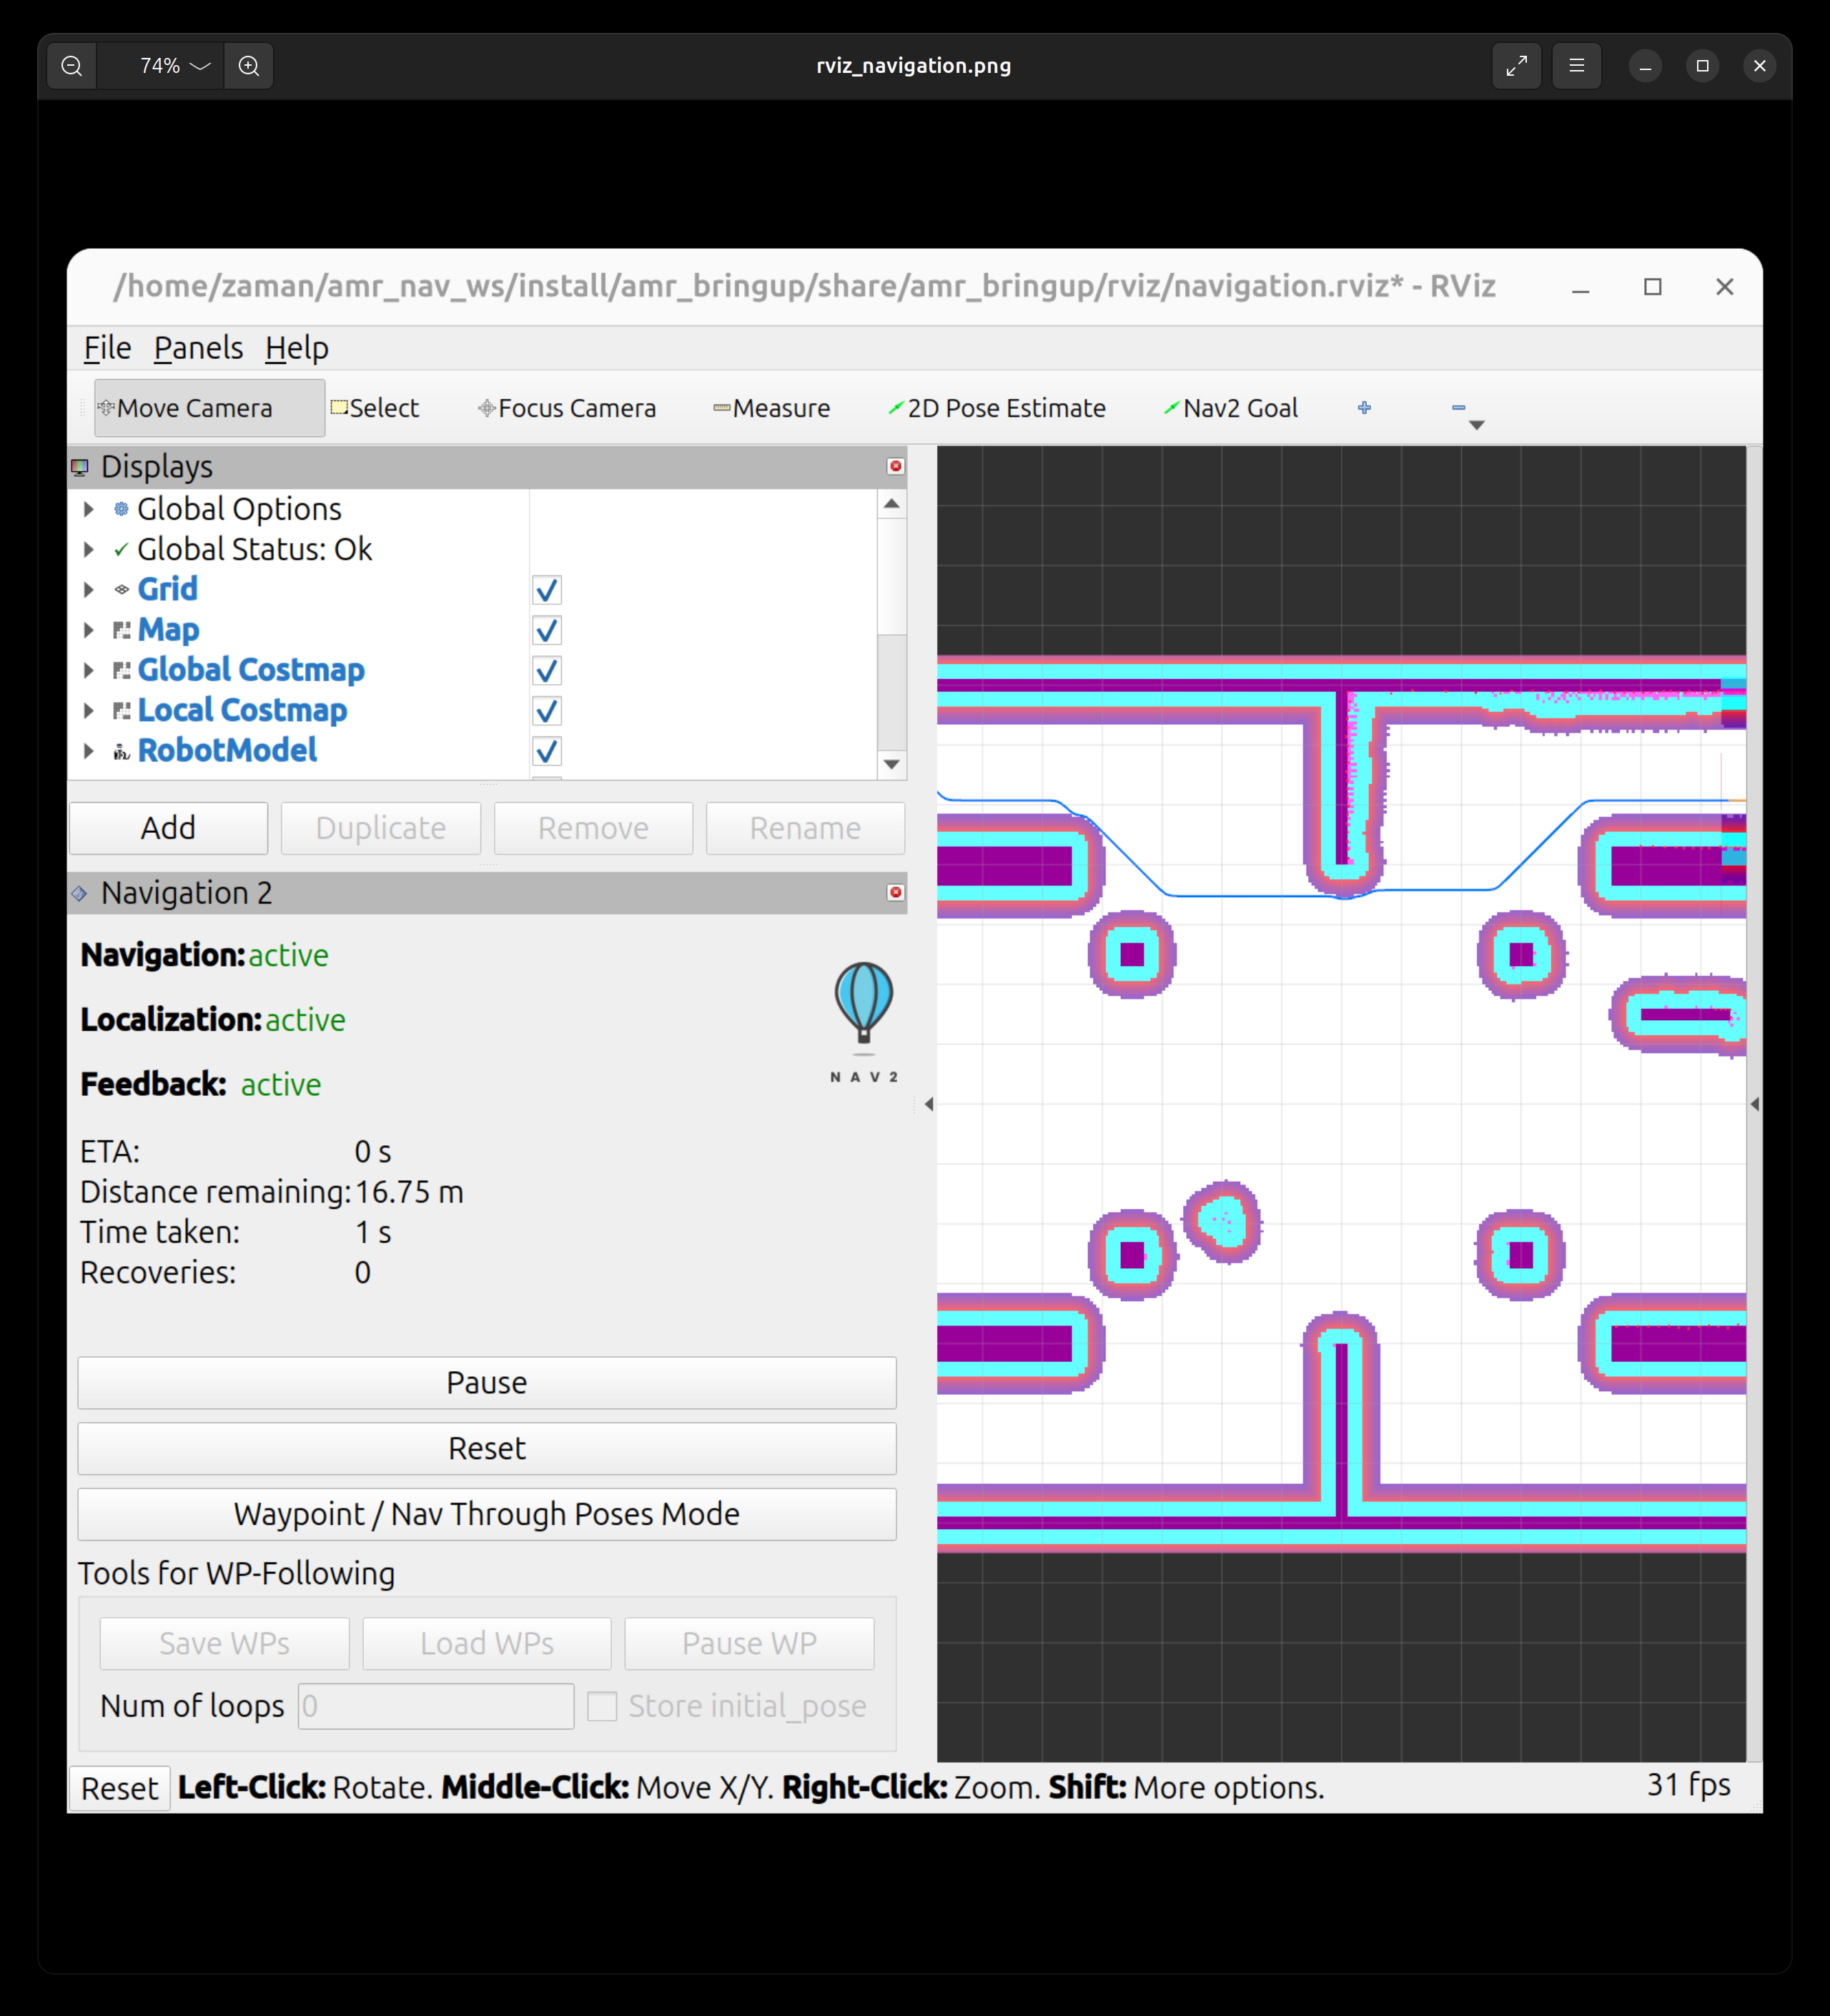 74%
rviz_navigation.png
/home/zaman/amr_nav_ws/install/amr_bringup/share/amr_bringup/rviz/navigation.rviz* - RViz
File Panels Help
Move Camera Select Focus Camera Measure 2D Pose Estimate Nav2 Goal
Displays
Global Options
Global Status: Ok
Grid
Map
Global Costmap
Local Costmap
RobotModel
Add Duplicate Remove Rename
Navigation 2
Navigation: active
Localization: active
Feedback: active
NAV2
ETA: 0 s
Distance remaining: 16.75 m
Time taken: 1 s
Recoveries: 0
Pause
Reset
Waypoint / Nav Through Poses Mode
Tools for WP-Following
Save WPs Load WPs Pause WP
Num of loops 0 Store initial_pose
Reset Left-Click: Rotate. Middle-Click: Move X/Y. Right-Click: Zoom. Shift: More options. 31 fps